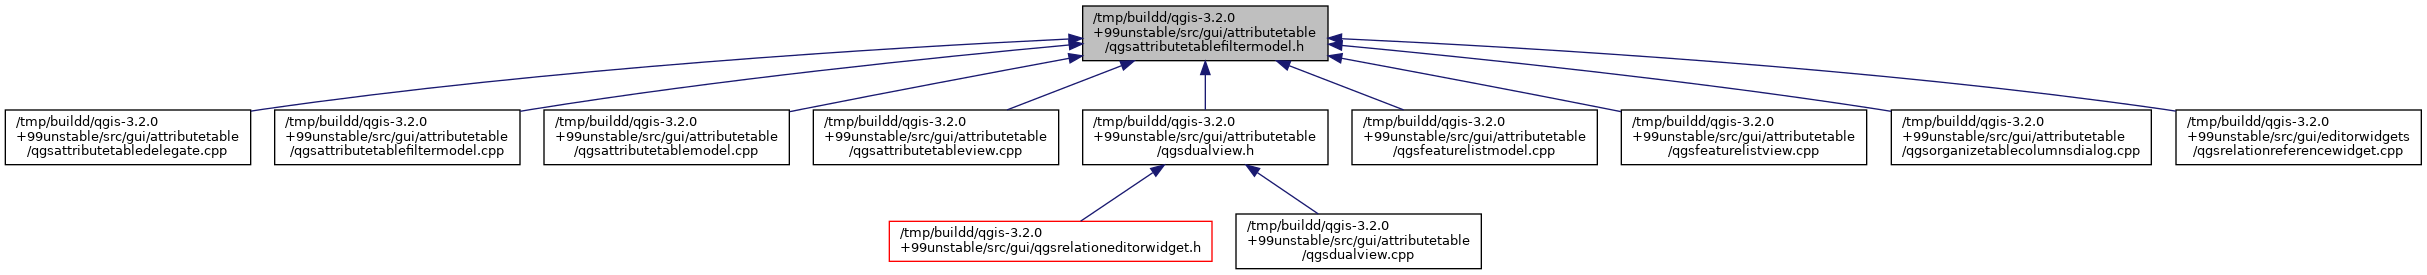 /tmp/buildd/qgis-3.2.0
+99unstable/src/gui/attributetable
/qgsattributetablefiltermodel.h
/tmp/buildd/qgis-3.2.0
+99unstable/src/gui/attributetable
/qgsattributetabledelegate.cpp
/tmp/buildd/qgis-3.2.0
+99unstable/src/gui/attributetable
/qgsattributetablefiltermodel.cpp
/tmp/buildd/qgis-3.2.0
+99unstable/src/gui/attributetable
/qgsattributetablemodel.cpp
/tmp/buildd/qgis-3.2.0
+99unstable/src/gui/attributetable
/qgsattributetableview.cpp
/tmp/buildd/qgis-3.2.0
+99unstable/src/gui/attributetable
/qgsdualview.h
/tmp/buildd/qgis-3.2.0
+99unstable/src/gui/attributetable
/qgsfeaturelistmodel.cpp
/tmp/buildd/qgis-3.2.0
+99unstable/src/gui/attributetable
/qgsfeaturelistview.cpp
/tmp/buildd/qgis-3.2.0
+99unstable/src/gui/attributetable
/qgsorganizetablecolumnsdialog.cpp
/tmp/buildd/qgis-3.2.0
+99unstable/src/gui/editorwidgets
/qgsrelationreferencewidget.cpp
/tmp/buildd/qgis-3.2.0
+99unstable/src/gui/qgsrelationeditorwidget.h
/tmp/buildd/qgis-3.2.0
+99unstable/src/gui/attributetable
/qgsdualview.cpp